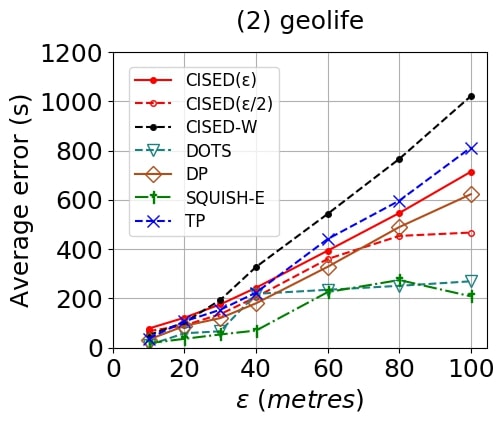 (2) geolife
Average error (s)
1200
1000
800
600
400
200
0
CISED(ε)
CISED(ε/2)
CISED-W
DOTS
DP
SQUISH-E
TP
0 20 40 60 80 100
ε (metres)